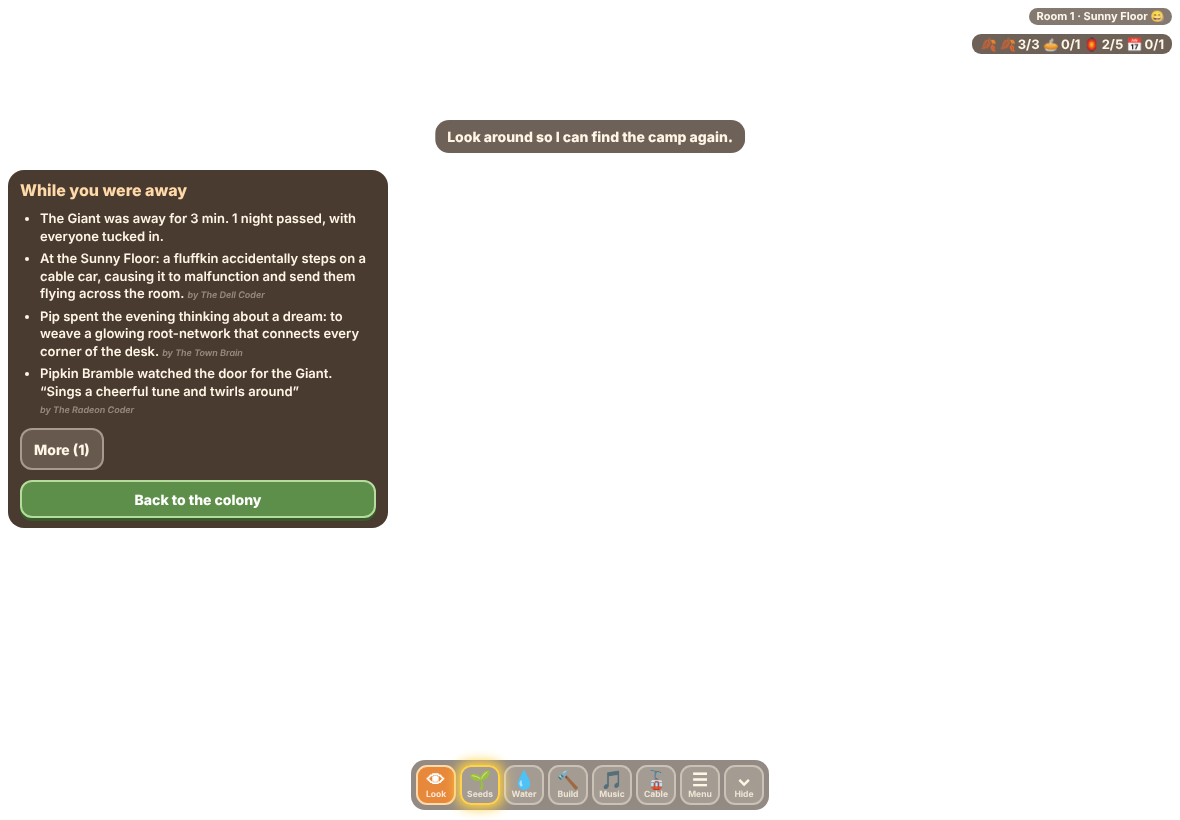 Room 1 · Sunny Floor 😄
🍂 🍂 3/3 🥧 0/1 🏮 2/5 📅 0/1
Look around so I can find the camp again.
While you were away
• The Giant was away for 3 min. 1 night passed, with
everyone tucked in.
• At the Sunny Floor: a fluffkin accidentally steps on a
cable car, causing it to malfunction and send them
flying across the room. by The Dell Coder
• Pip spent the evening thinking about a dream: to
weave a glowing root-network that connects every
corner of the desk. by The Town Brain
• Pipkin Bramble watched the door for the Giant.
“Sings a cheerful tune and twirls around”
by The Radeon Coder
More (1)
Back to the colony
Look Seeds Water Build Music Cable Menu Hide